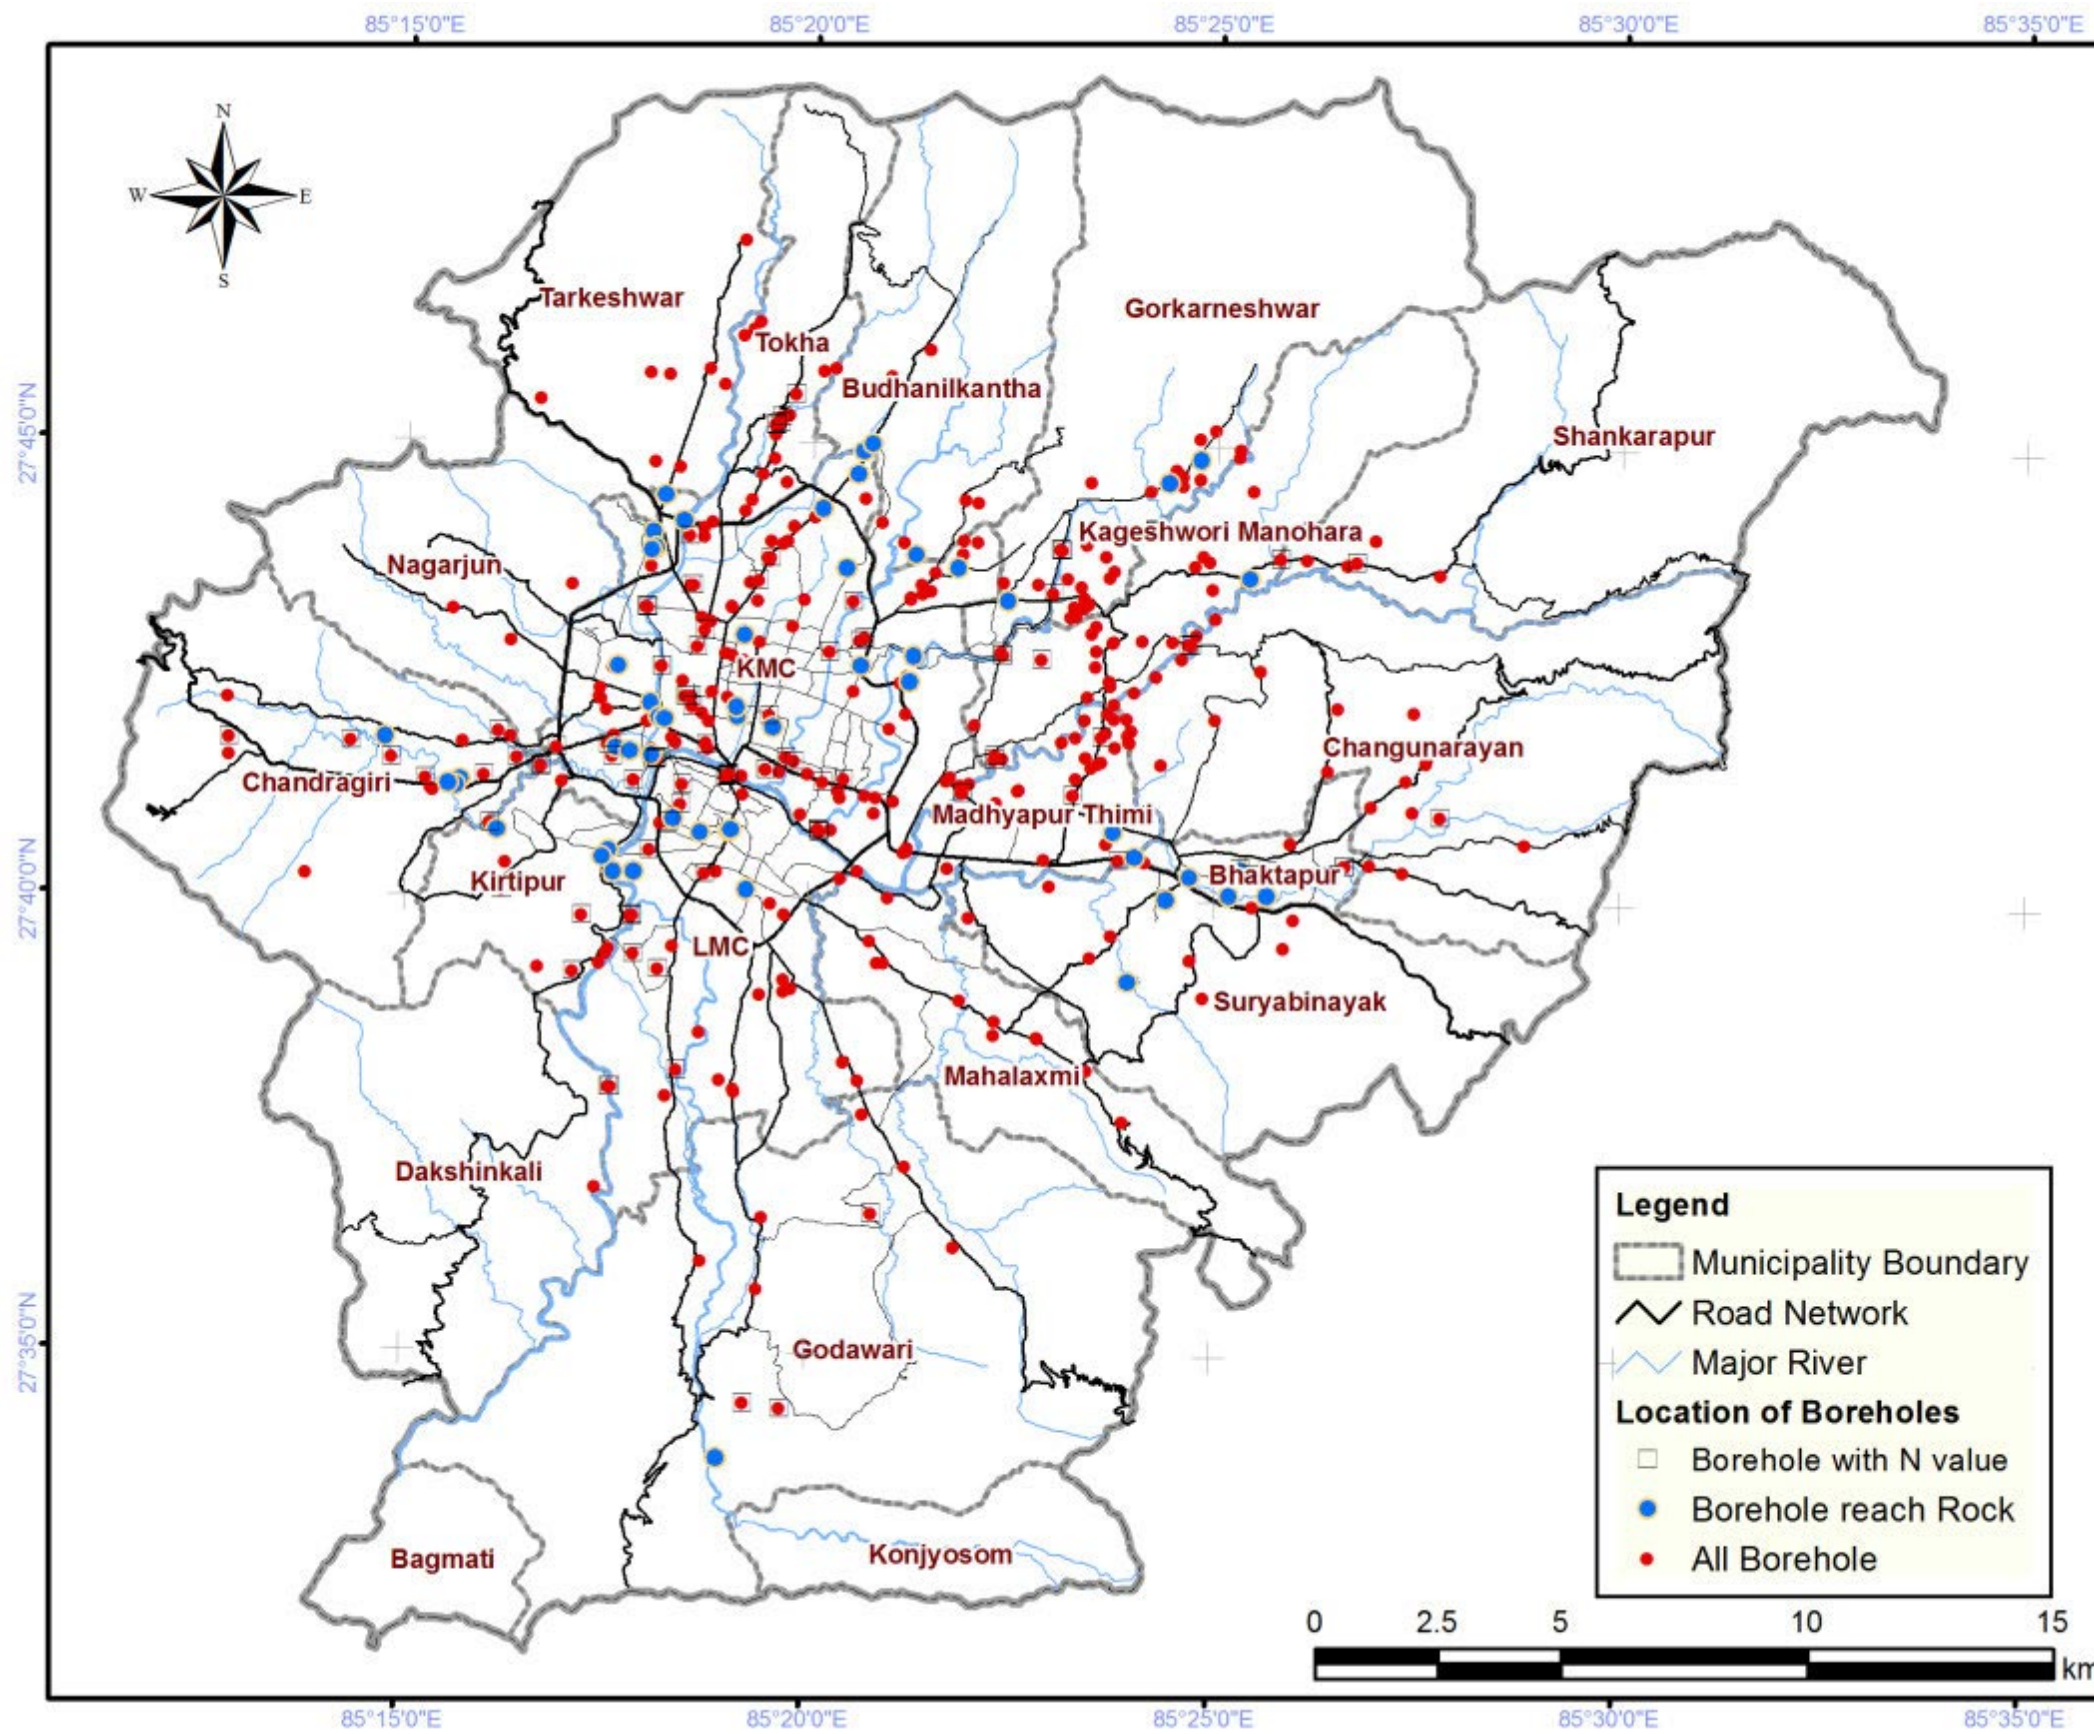 85°15'0"E 85°20'0"E 85°25'0"E 85°30'0"E 85°35'0"E
N
W E
S
Tarkeshwar
Gorkarneshwar
Tokha
Budhanilkantha
27°45'0"N
Shankarapur
Kageshwori Manohara
Nagarjun
KMC
Changunarayan
Chandragiri
Madhyapur Thimi
Bhaktapur
Kirtipur
27°40'0"N
LMC
Suryabinayak
Mahalaxmi
Dakshinkali
27°35'0"N
Godawari
Bagmati
Konjyosom
Legend
Municipality Boundary
Road Network
Major River
Location of Boreholes
Borehole with N value
Borehole reach Rock
All Borehole
0 2.5 5 10 15
km
85°15'0"E 85°20'0"E 85°25'0"E 85°30'0"E 85°35'0"E